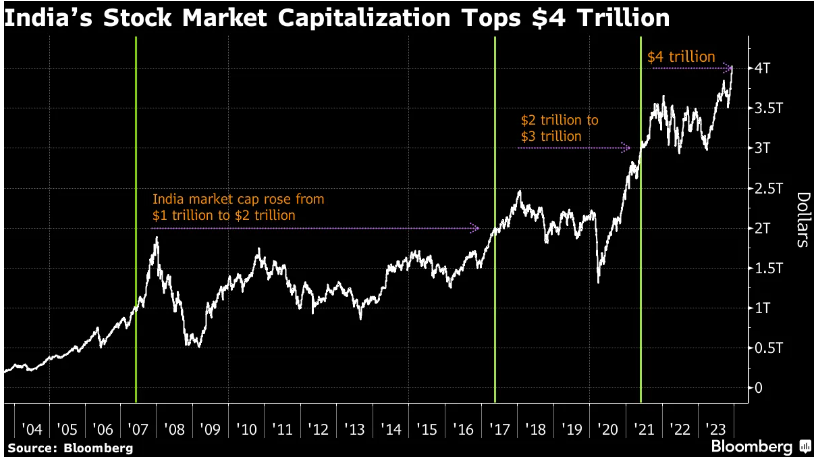 India's Stock Market Capitalization Tops $4 Trillion
$4 trillion
4T
3.5T
$2 trillion to
$3 trillion
3T
2.5T
India market cap rose from
$1 trillion to $2 trillion
2T
Dollars
1.5T
1T
0.5T
0
'04 '05 '06 '07 '08 '09 '10 '11 '12 '13 '14 '15 '16 '17 '18 '19 '20 '21 '22 '23
Source: Bloomberg
Bloomberg